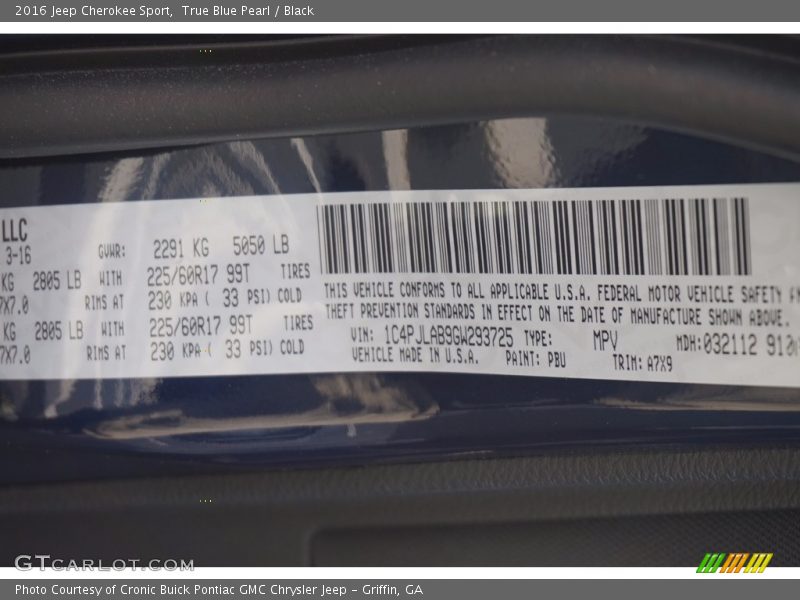 2016 Jeep Cherokee Sport, True Blue Pearl / Black
LLC
3-16 GVWR: 2291 KG 5050 LB
KG 2805 LB WITH 225/60R17 99T TIRES
7X7.0 RIMS AT 230 KPA ( 33 PSI) COLD
KG 2805 LB WITH 225/60R17 99T TIRES
7X7.0 RIMS AT 230 KPA ( 33 PSI) COLD
THIS VEHICLE CONFORMS TO ALL APPLICABLE U.S.A. FEDERAL MOTOR VEHICLE SAFETY
THEFT PREVENTION STANDARDS IN EFFECT ON THE DATE OF MANUFACTURE SHOWN ABOVE.
VIN: 1C4PJLAB9GW293725 TYPE: MPV MDH: 032112 910
VEHICLE MADE IN U.S.A. PAINT: PBU TRIM: A7X9
GTCARLOT.COM
Photo Courtesy of Cronic Buick Pontiac GMC Chrysler Jeep - Griffin, GA